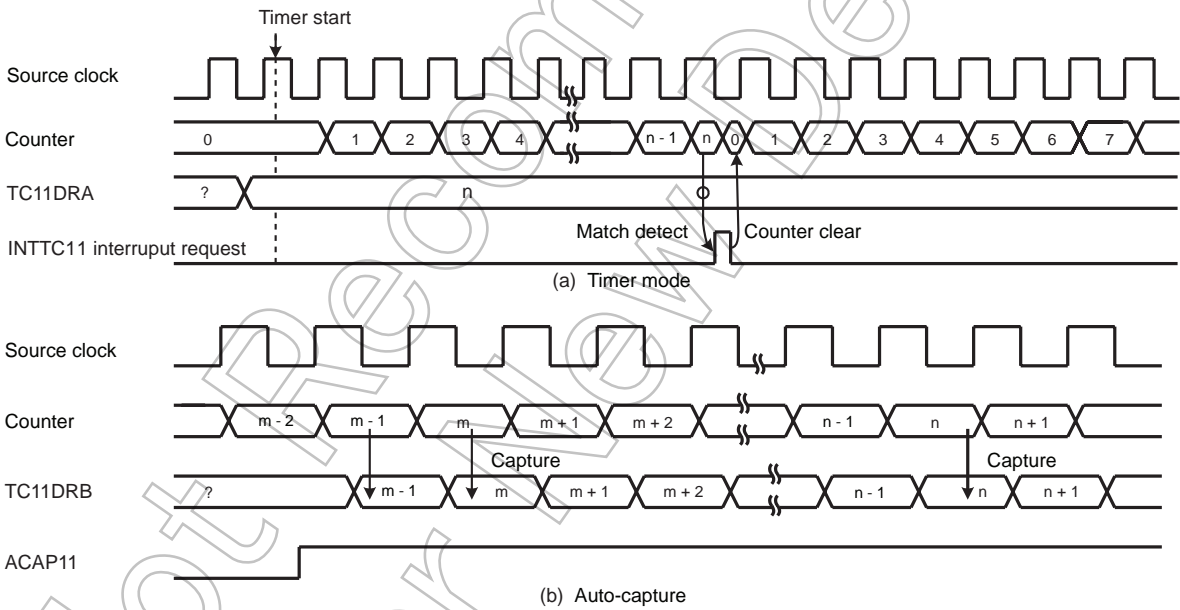 Timer start
Source clock
Counter 0 1 2 3 4 n - 1 n 0 1 2 3 4 5 6 7
TC11DRA ? n
Match detect Counter clear
INTTC11 interruput request
(a) Timer mode
Source clock
Counter m - 2 m - 1 m m + 1 m + 2 n - 1 n n + 1
Capture Capture
TC11DRB ? m - 1 m m + 1 m + 2 n - 1 n n + 1
ACAP11
(b) Auto-capture